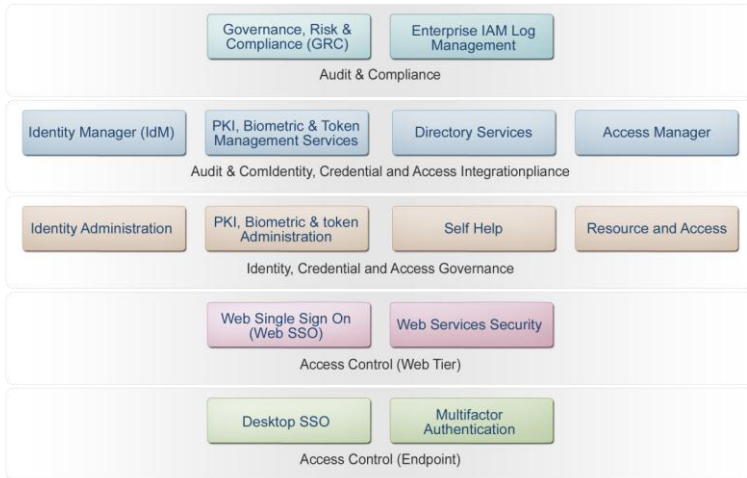 Governance, Risk &
Compliance (GRC)
Enterprise IAM Log
Management
Audit & Compliance
Identity Manager (IdM)
PKI, Biometric & Token
Management Services
Directory Services
Access Manager
Audit & ComIdentity, Credential and Access Integrationpliance
Identity Administration
PKI, Biometric & token
Administration
Self Help
Resource and Access
Identity, Credential and Access Governance
Web Single Sign On
(Web SSO)
Web Services Security
Access Control (Web Tier)
Desktop SSO
Multifactor
Authentication
Access Control (Endpoint)